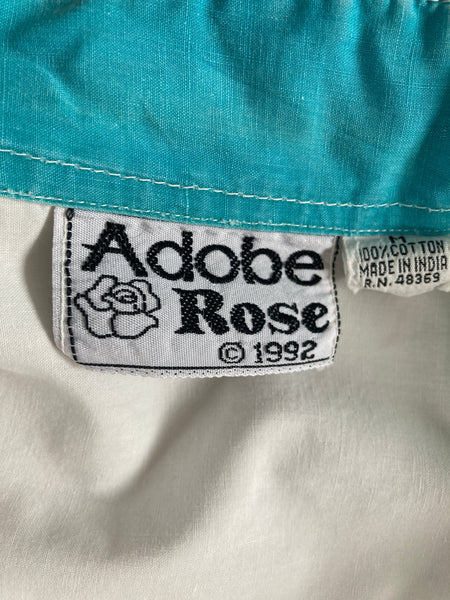 Adobe
Rose
© 1992
100% COTTON
MADE IN INDIA
R.N. 48369